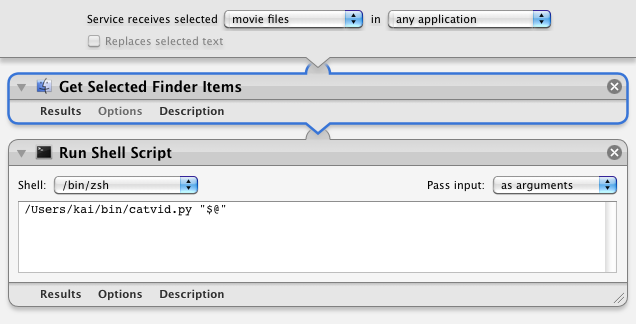 Service receives selected movie files in any application
Replaces selected text
Get Selected Finder Items
Results Options Description
Run Shell Script
Shell: /bin/zsh Pass input: as arguments
/Users/kai/bin/catvid.py "$@"
Results Options Description